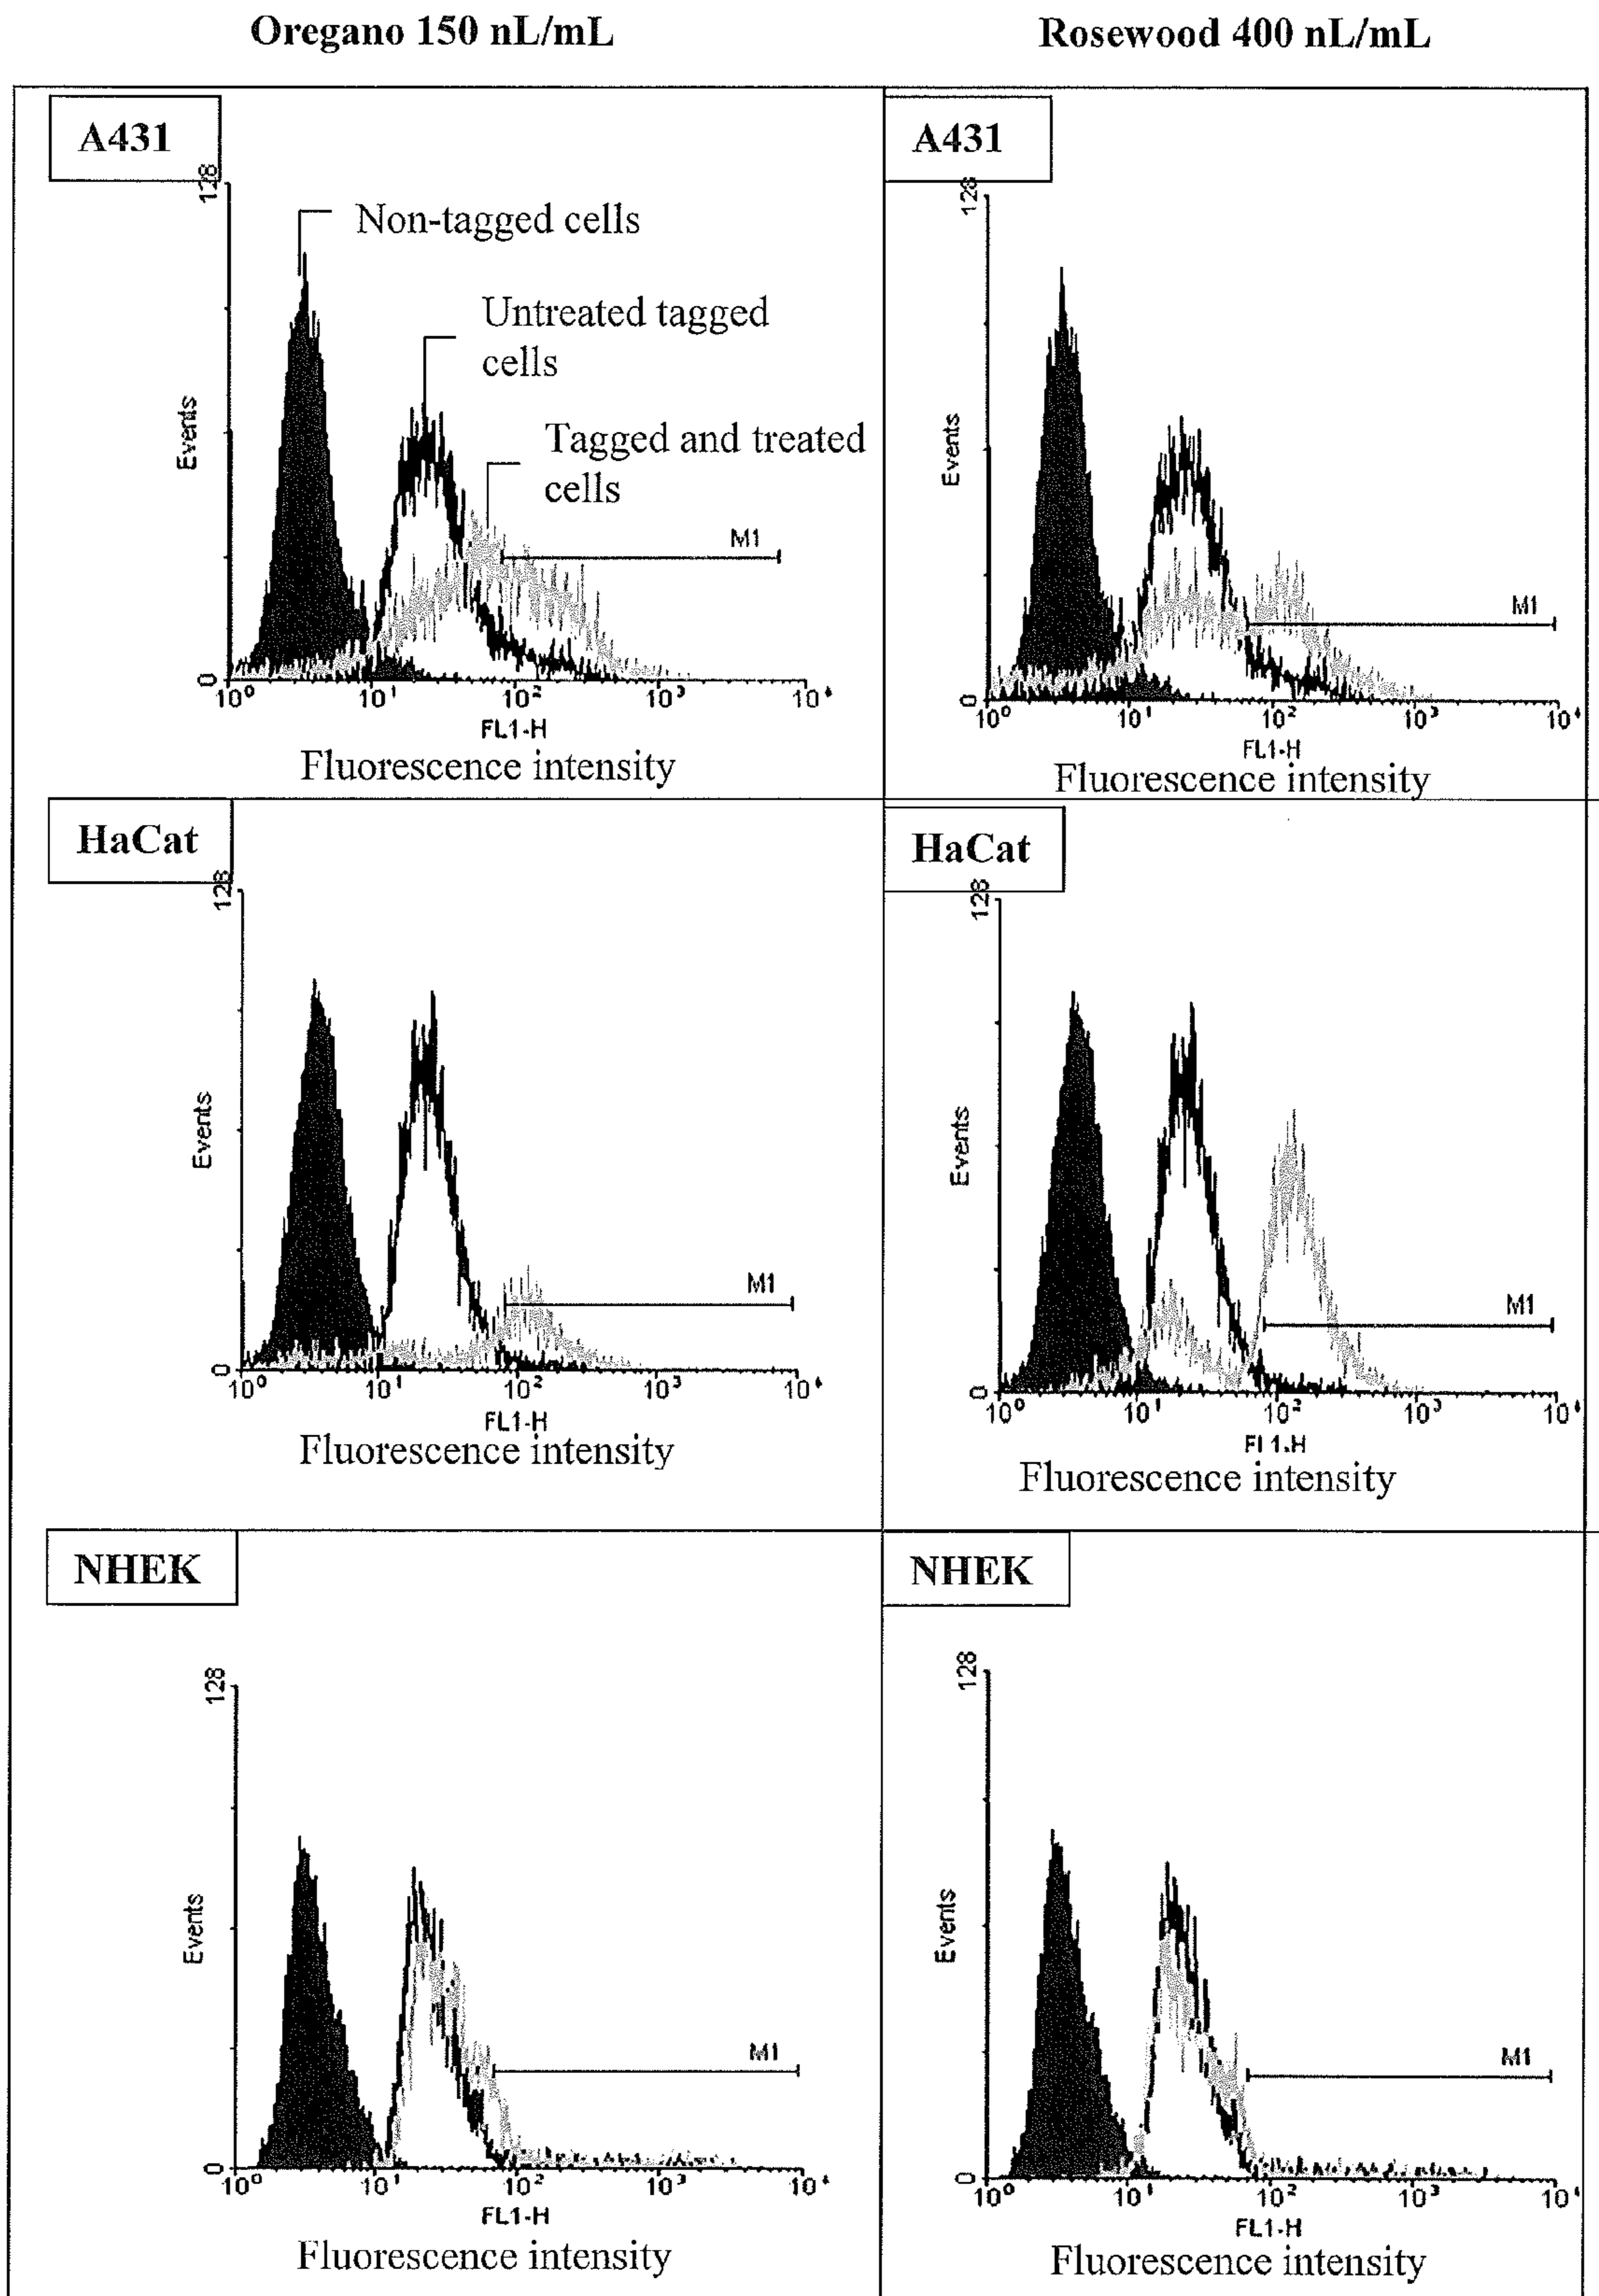 Oregano 150 nL/mL
Rosewood 400 nL/mL
A431
128
Non-tagged cells
Untreated tagged
cells
Tagged and treated
cells
M1
Events
0
10⁰ 10¹ 10² 10³ 10⁴
FL1-H
Fluorescence intensity
A431
128
M1
Events
0
10⁰ 10¹ 10² 10³ 10⁴
FL1-H
Fluorescence intensity
HaCat
128
M1
Events
0
10⁰ 10¹ 10² 10³ 10⁴
FL1-H
Fluorescence intensity
HaCat
128
M1
Events
0
10⁰ 10¹ 10² 10³ 10⁴
FL1-H
Fluorescence intensity
NHEK
128
M1
Events
0
10⁰ 10¹ 10² 10³ 10⁴
FL1-H
Fluorescence intensity
NHEK
128
M1
Events
0
10⁰ 10¹ 10² 10³ 10⁴
FL1-H
Fluorescence intensity